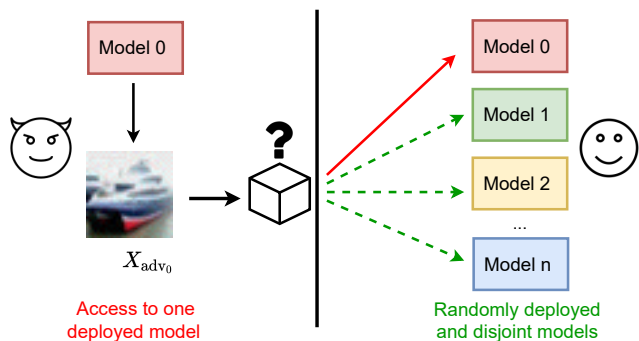 Model 0
X_adv_0
Access to one
deployed model
?
Model 0
Model 1
Model 2
...
Model n
Randomly deployed
and disjoint models